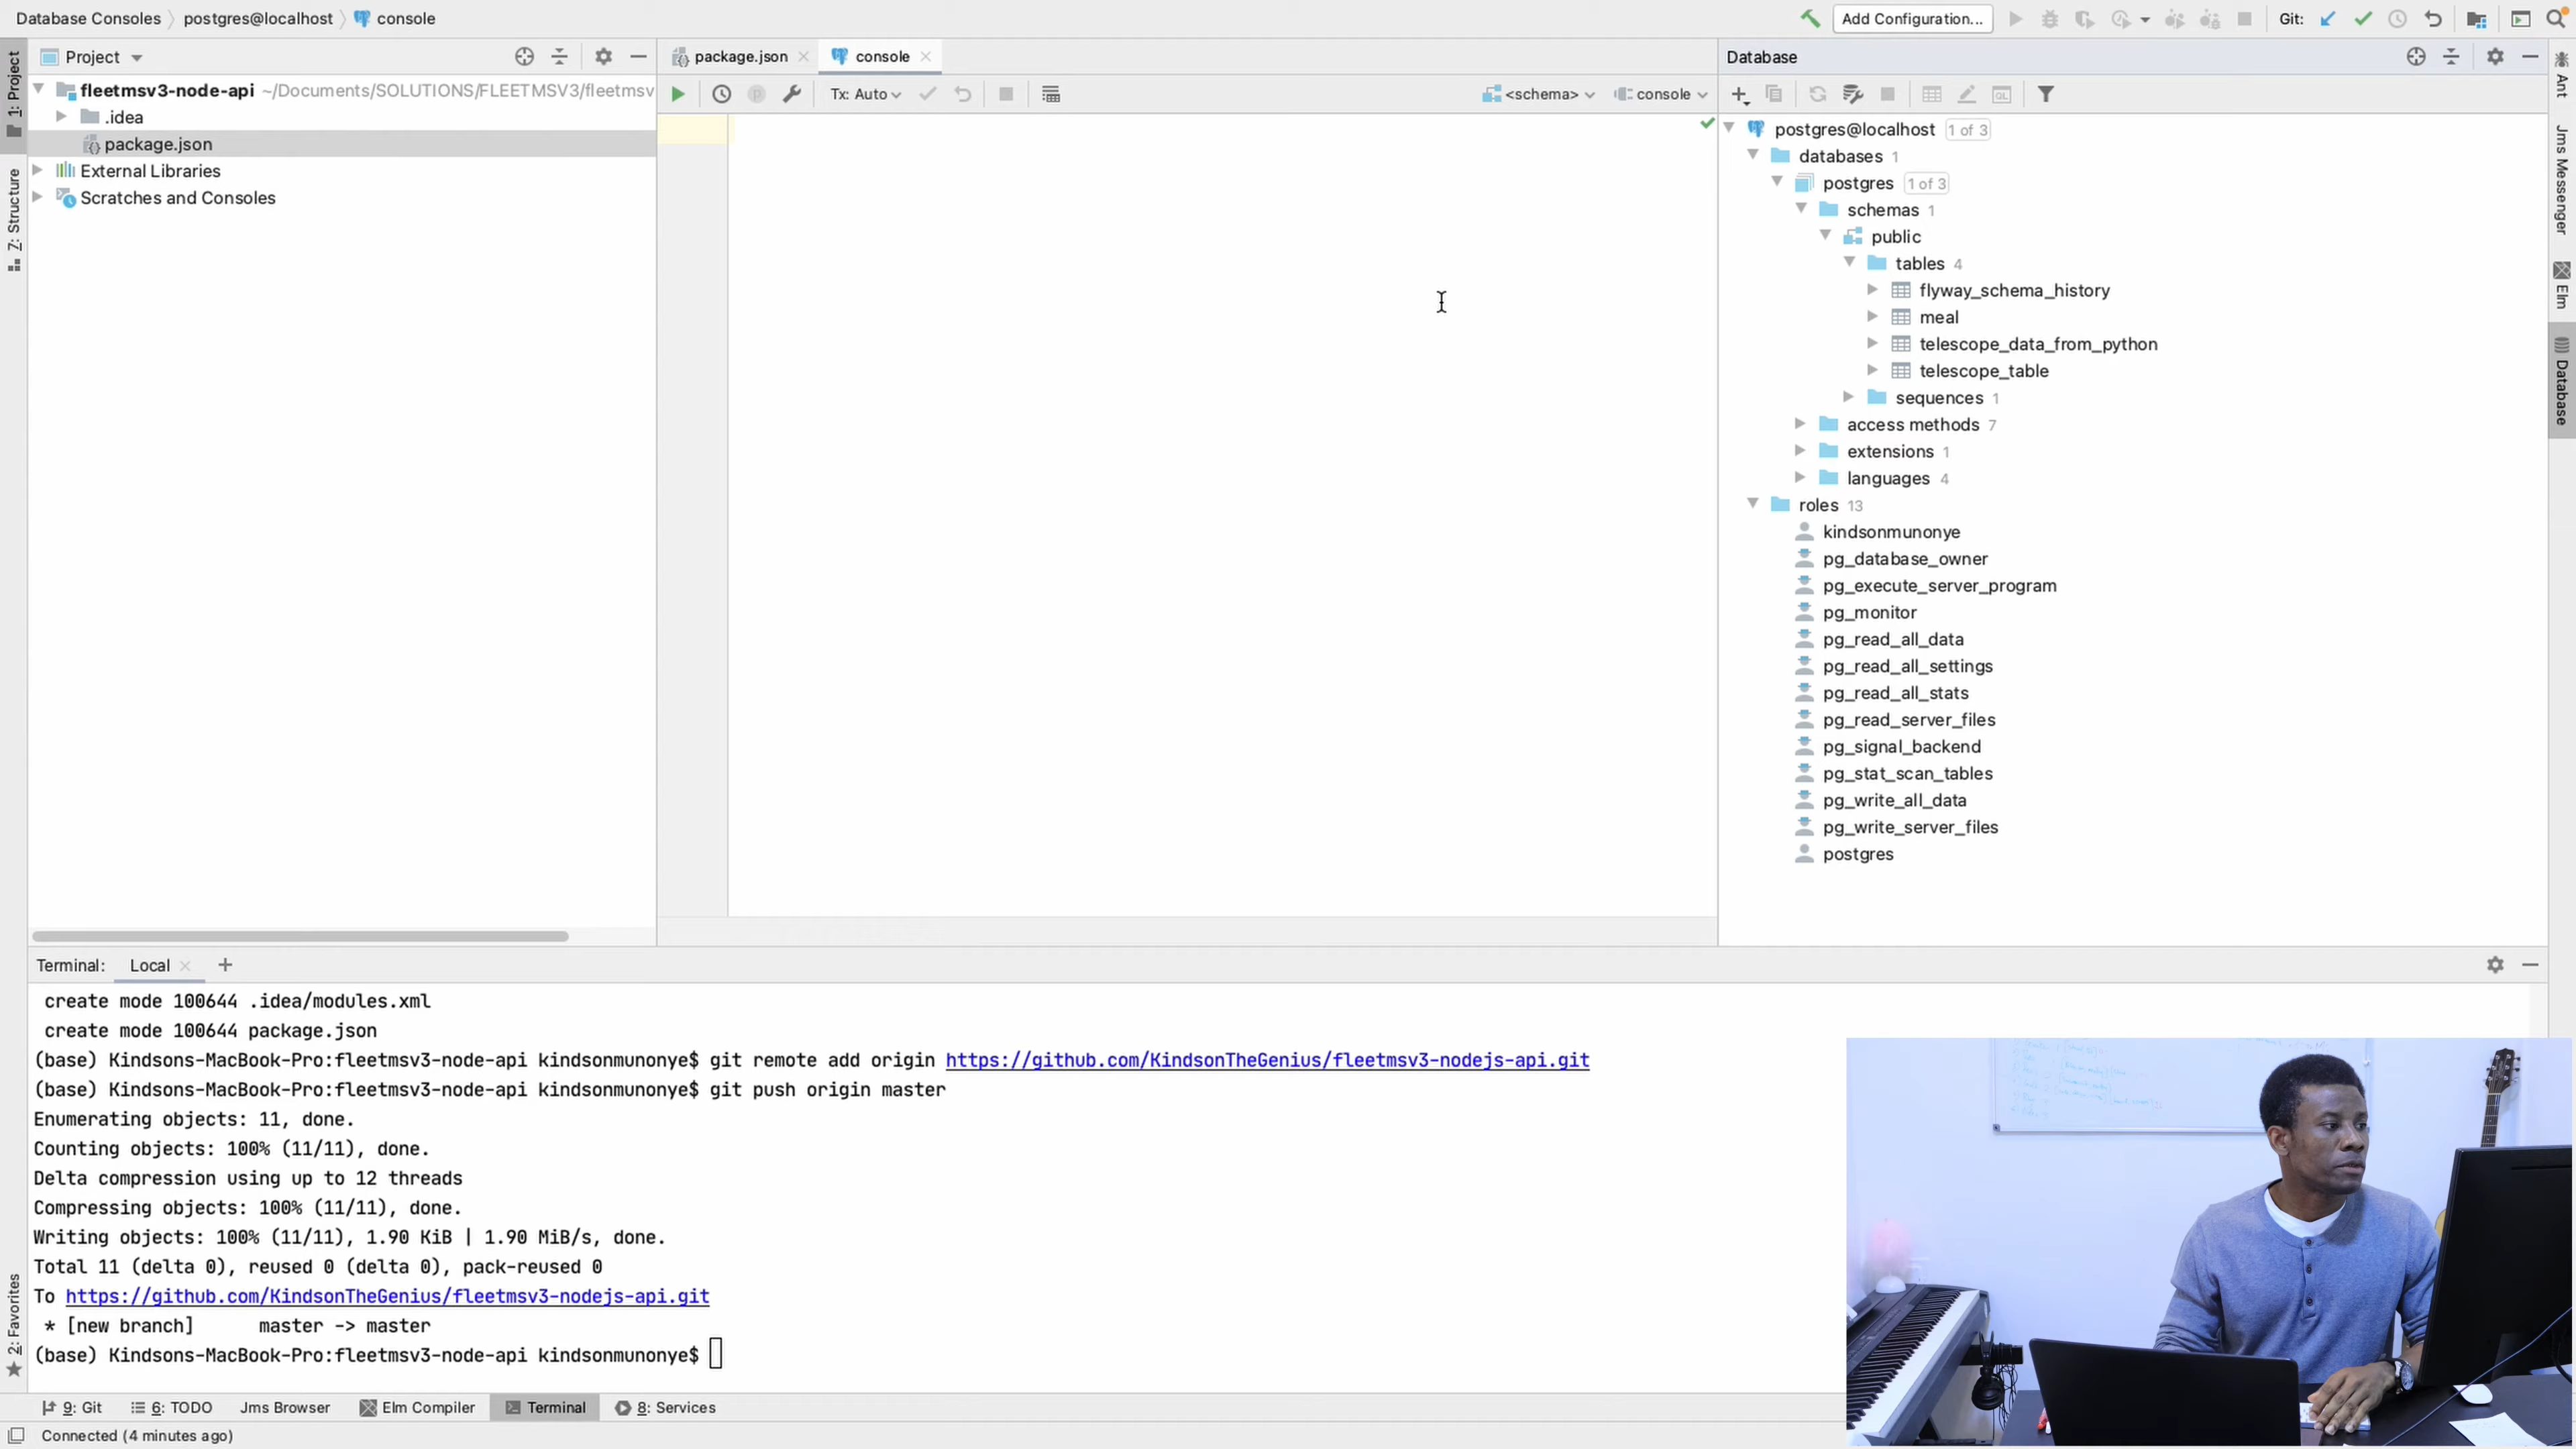 Database Consoles postgres@localhost console
Add Configuration...
Git:
Project
package.json
console
Database
1: Project
Z: Structure
2: Favorites
Ant
Jms Messenger
Elm
Database
fleetmsv3-node-api ~/Documents/SOLUTIONS/FLEETMSV3/fleetmsv
.idea
package.json
External Libraries
Scratches and Consoles
Tx: Auto
<schema>
console
postgres@localhost 1 of 3
databases 1
postgres 1 of 3
schemas 1
public
tables 4
flyway_schema_history
meal
telescope_data_from_python
telescope_table
sequences 1
access methods 7
extensions 1
languages 4
roles 13
kindsonmunonye
pg_database_owner
pg_execute_server_program
pg_monitor
pg_read_all_data
pg_read_all_settings
pg_read_all_stats
pg_read_server_files
pg_signal_backend
pg_stat_scan_tables
pg_write_all_data
pg_write_server_files
postgres
Terminal: Local
create mode 100644 .idea/modules.xml
create mode 100644 package.json
(base) Kindsons-MacBook-Pro:fleetmsv3-node-api kindsonmunonye$ git remote add origin https://github.com/KindsonTheGenius/fleetmsv3-nodejs-api.git
(base) Kindsons-MacBook-Pro:fleetmsv3-node-api kindsonmunonye$ git push origin master
Enumerating objects: 11, done.
Counting objects: 100% (11/11), done.
Delta compression using up to 12 threads
Compressing objects: 100% (11/11), done.
Writing objects: 100% (11/11), 1.90 KiB | 1.90 MiB/s, done.
Total 11 (delta 0), reused 0 (delta 0), pack-reused 0
To https://github.com/KindsonTheGenius/fleetmsv3-nodejs-api.git
* [new branch] master -> master
(base) Kindsons-MacBook-Pro:fleetmsv3-node-api kindsonmunonye$
9: Git
6: TODO
Jms Browser
Elm Compiler
Terminal
8: Services
Connected (4 minutes ago)